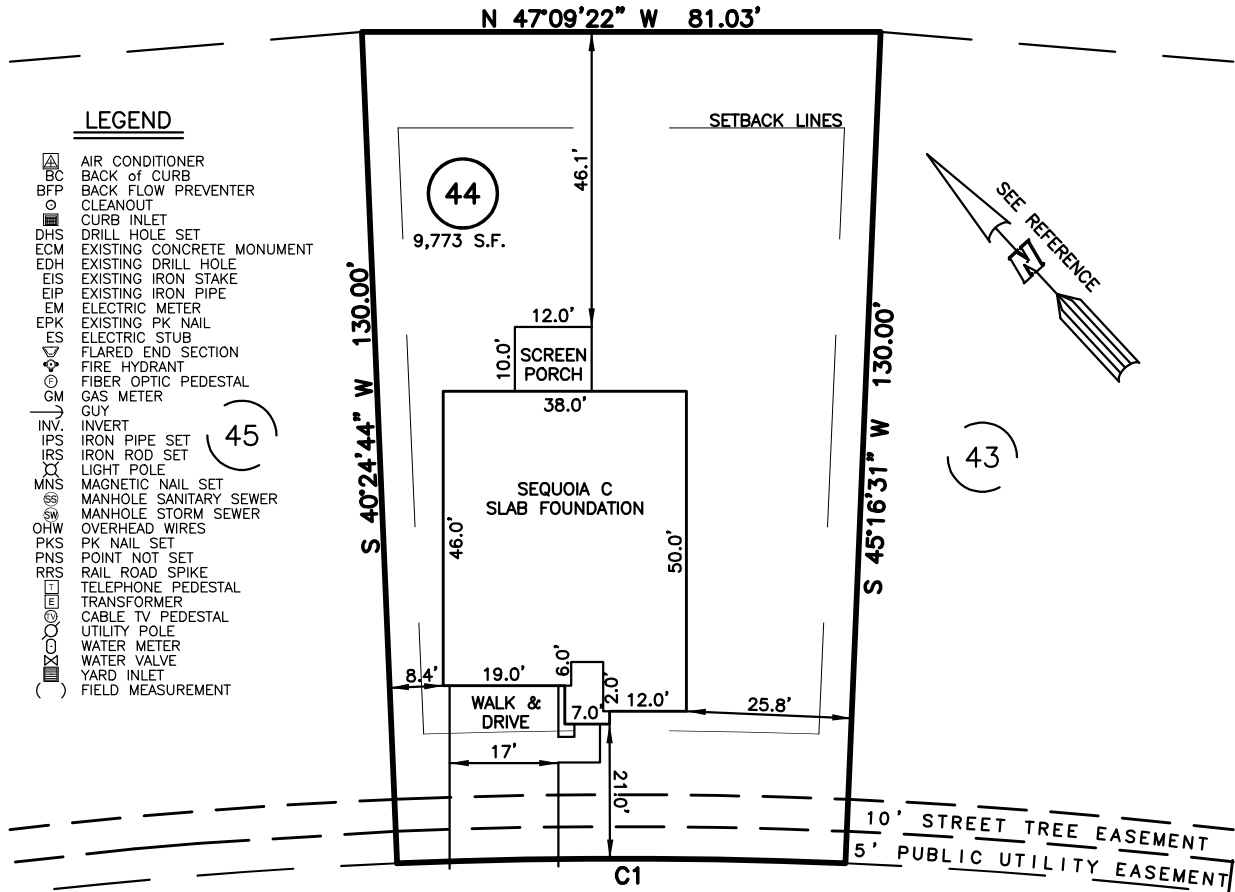 N 47°09'22" W 81.03'
LEGEND
AIR CONDITIONER
BC BACK of CURB
BFP BACK FLOW PREVENTER
CLEANOUT
CURB INLET
DHS DRILL HOLE SET
ECM EXISTING CONCRETE MONUMENT
EDH EXISTING DRILL HOLE
EIS EXISTING IRON STAKE
EIP EXISTING IRON PIPE
EM ELECTRIC METER
EPK EXISTING PK NAIL
ES ELECTRIC STUB
FLARED END SECTION
FIRE HYDRANT
F FIBER OPTIC PEDESTAL
GM GAS METER
GUY
INV. INVERT
IPS IRON PIPE SET
IRS IRON ROD SET
LIGHT POLE
MNS MAGNETIC NAIL SET
SS MANHOLE SANITARY SEWER
SW MANHOLE STORM SEWER
OHW OVERHEAD WIRES
PKS PK NAIL SET
PNS POINT NOT SET
RRS RAIL ROAD SPIKE
T TELEPHONE PEDESTAL
E TRANSFORMER
TV CABLE TV PEDESTAL
UTILITY POLE
WATER METER
WATER VALVE
YARD INLET
( ) FIELD MEASUREMENT
45
S 40°24'44" W 130.00'
SETBACK LINES
44
9,773 S.F.
46.1'
12.0'
10.0'
SCREEN
PORCH
38.0'
SEQUOIA C
SLAB FOUNDATION
46.0'
50.0'
8.4'
19.0'
6.0'
2.0'
12.0'
7.0'
25.8'
WALK &
DRIVE
17'
21.0'
C1
S 45°16'31" W 130.00'
43
N
SEE REFERENCE
10' STREET TREE EASEMENT
5' PUBLIC UTILITY EASEMENT